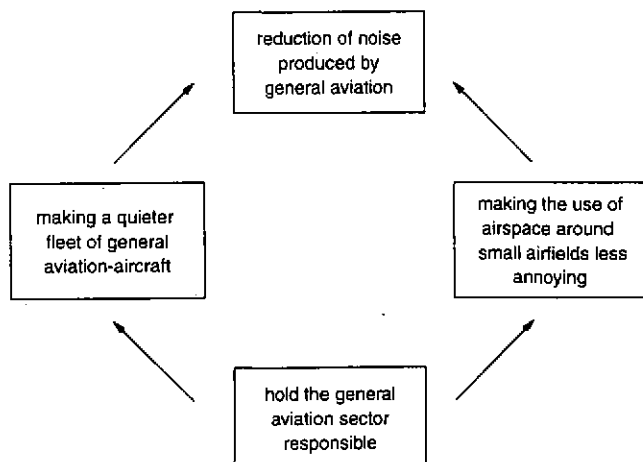 reduction of noise
produced by
general aviation
making a quieter
fleet of general
aviation-aircraft
making the use of
airspace around
small airfields less
annoying
hold the general
aviation sector
responsible